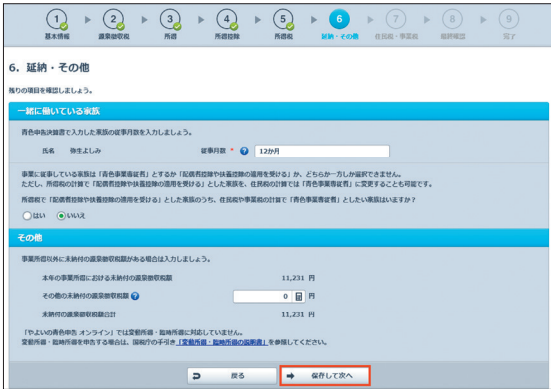 1 2 3 4 5 6 7 8 9
基本情報 源泉徴収税 所得 所得控除 所得税 延納・その他 住民税・事業税 最終確認 完了
6. 延納・その他
残りの項目を確認しましょう。
一緒に働いている家族
青色申告決算書で入力した家族の従事月数を入力しましょう。
氏名 弥生よしみ 従事月数 * ? 12か月
事業に従事している家族は「青色事業専従者」とするか「配偶者控除や扶養控除の適用を受ける」か、どちらか一方しか選択できません。
ただし、所得税の計算で「配偶者控除や扶養控除の適用を受ける」とした家族を、住民税の計算では「青色事業専従者」に変更することも可能です。
所得税で「配偶者控除や扶養控除の適用を受ける」とした家族のうち、住民税や事業税の計算で「青色事業専従者」としたい家族はいますか？
はい いいえ
その他
事業所得以外に未納付の源泉徴収税額がある場合は入力しましょう。
本年の事業所得における未納付の源泉徴収税額 11,231 円
その他の未納付の源泉徴収税額 ? 0 円
未納付の源泉徴収税額合計 11,231 円
「やよいの青色申告 オンライン」では変動所得・臨時所得に対応していません。
変動所得・臨時所得を申告する場合は、国税庁の手引き「変動所得・臨時所得の説明書」を参照してください。
戻る 保存して次へ